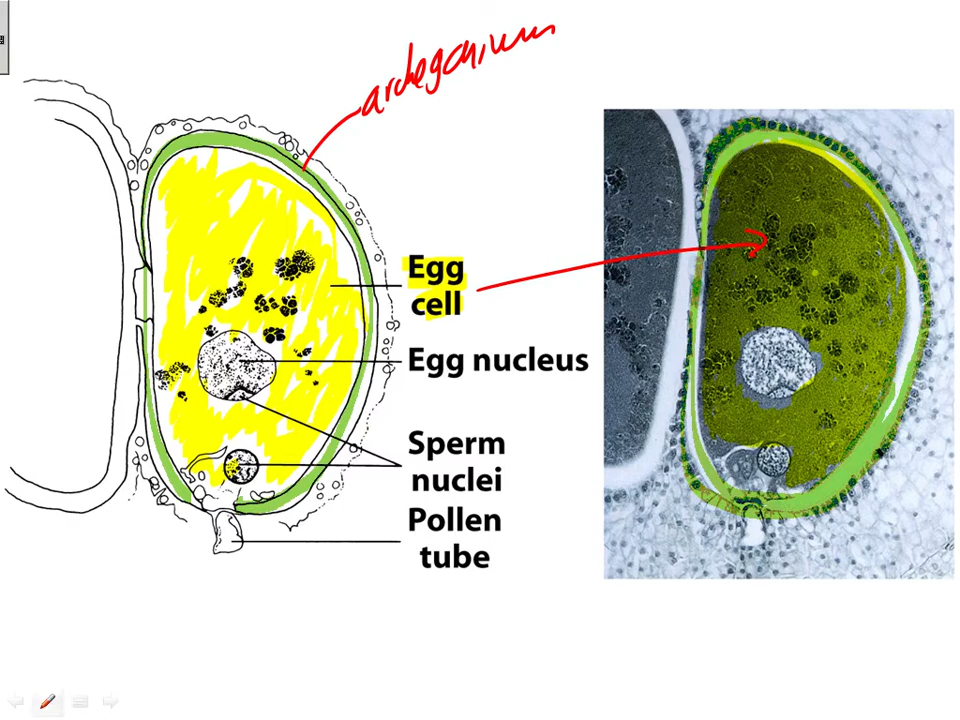 archegonium
Egg
cell
Egg nucleus
Sperm
nuclei
Pollen
tube